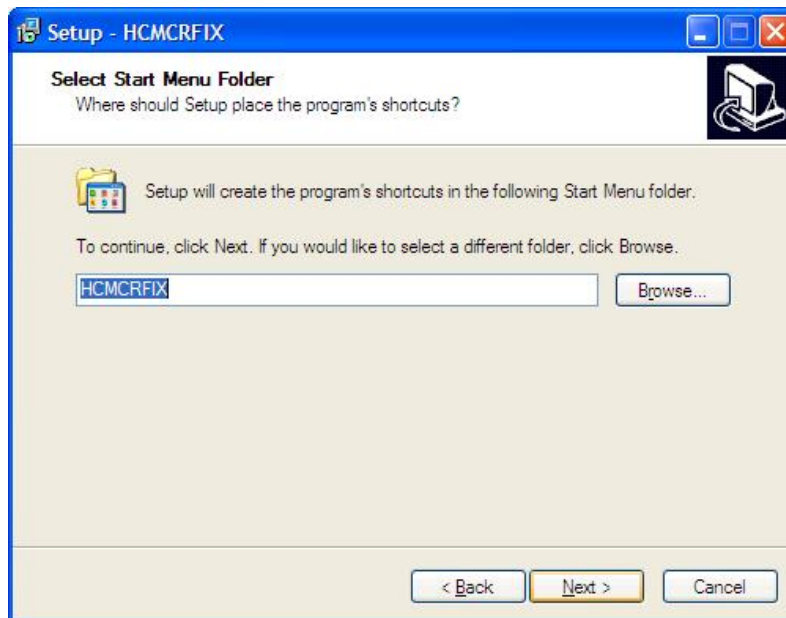 Setup - HCMCRFIX
Select Start Menu Folder
Where should Setup place the program's shortcuts?
Setup will create the program's shortcuts in the following Start Menu folder.
To continue, click Next. If you would like to select a different folder, click Browse.
HCMCRFIX
Browse...
< Back
Next >
Cancel